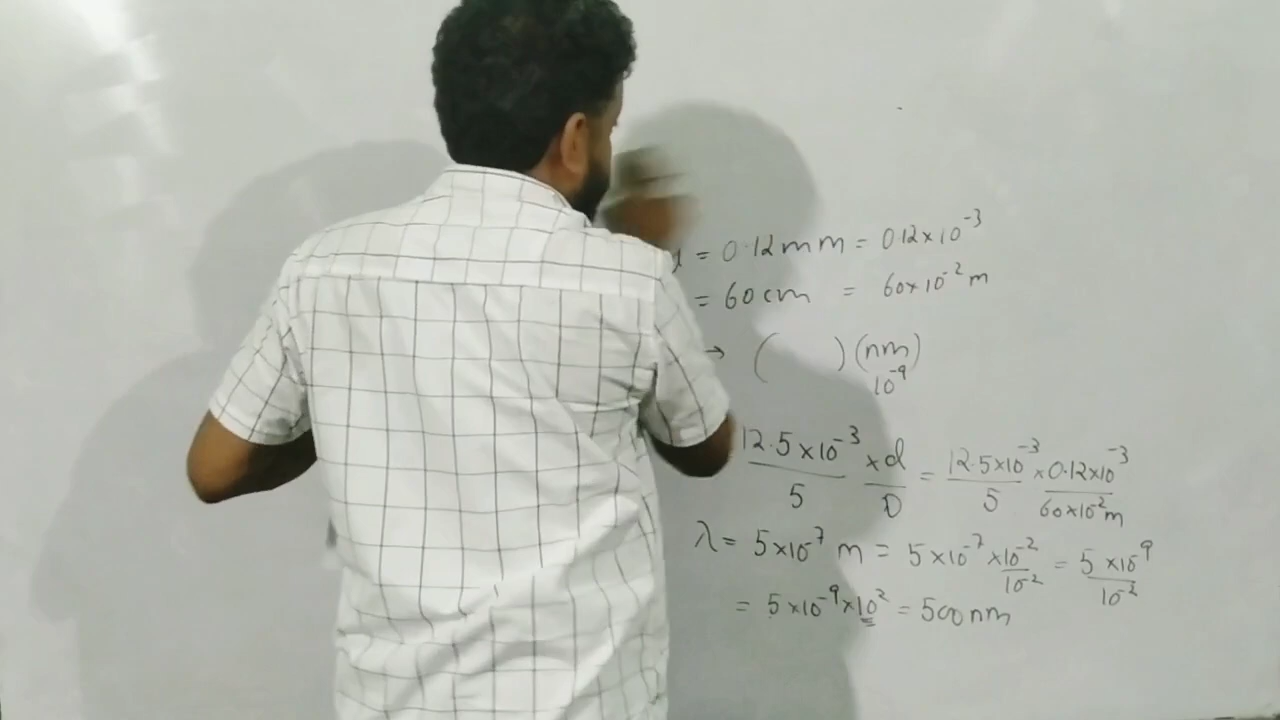 d = 0.12 mm = 0.12×10⁻³
= 60 cm = 60×10⁻² m
→ ( ) (nm)
10⁻⁹
12.5×10⁻³/5 × d/D = 12.5×10⁻³/5 × 0.12×10⁻³/60×10⁻² m
λ = 5×10⁻⁷ m = 5×10⁻⁷ × 10⁻²/10⁻² = 5×10⁻⁹/10⁻²
= 5×10⁻⁹×10² = 500 nm